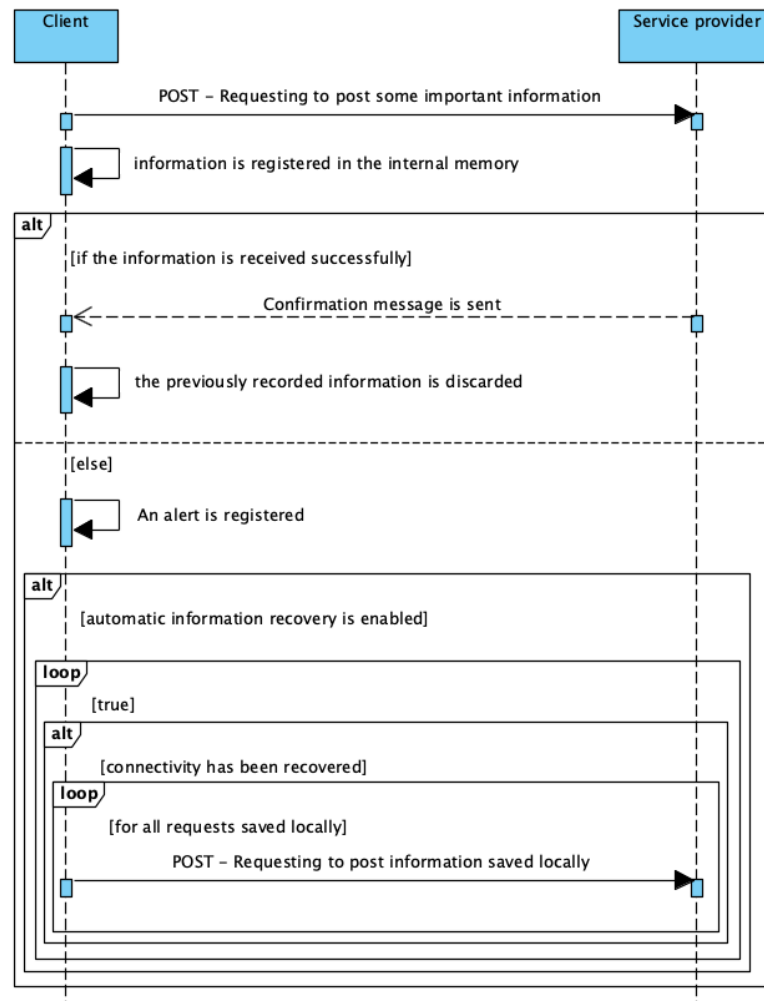 Client
Service provider
POST – Requesting to post some important information
information is registered in the internal memory
alt
[if the information is received successfully]
Confirmation message is sent
the previously recorded information is discarded
[else]
An alert is registered
alt
[automatic information recovery is enabled]
loop
[true]
alt
[connectivity has been recovered]
loop
[for all requests saved locally]
POST – Requesting to post information saved locally